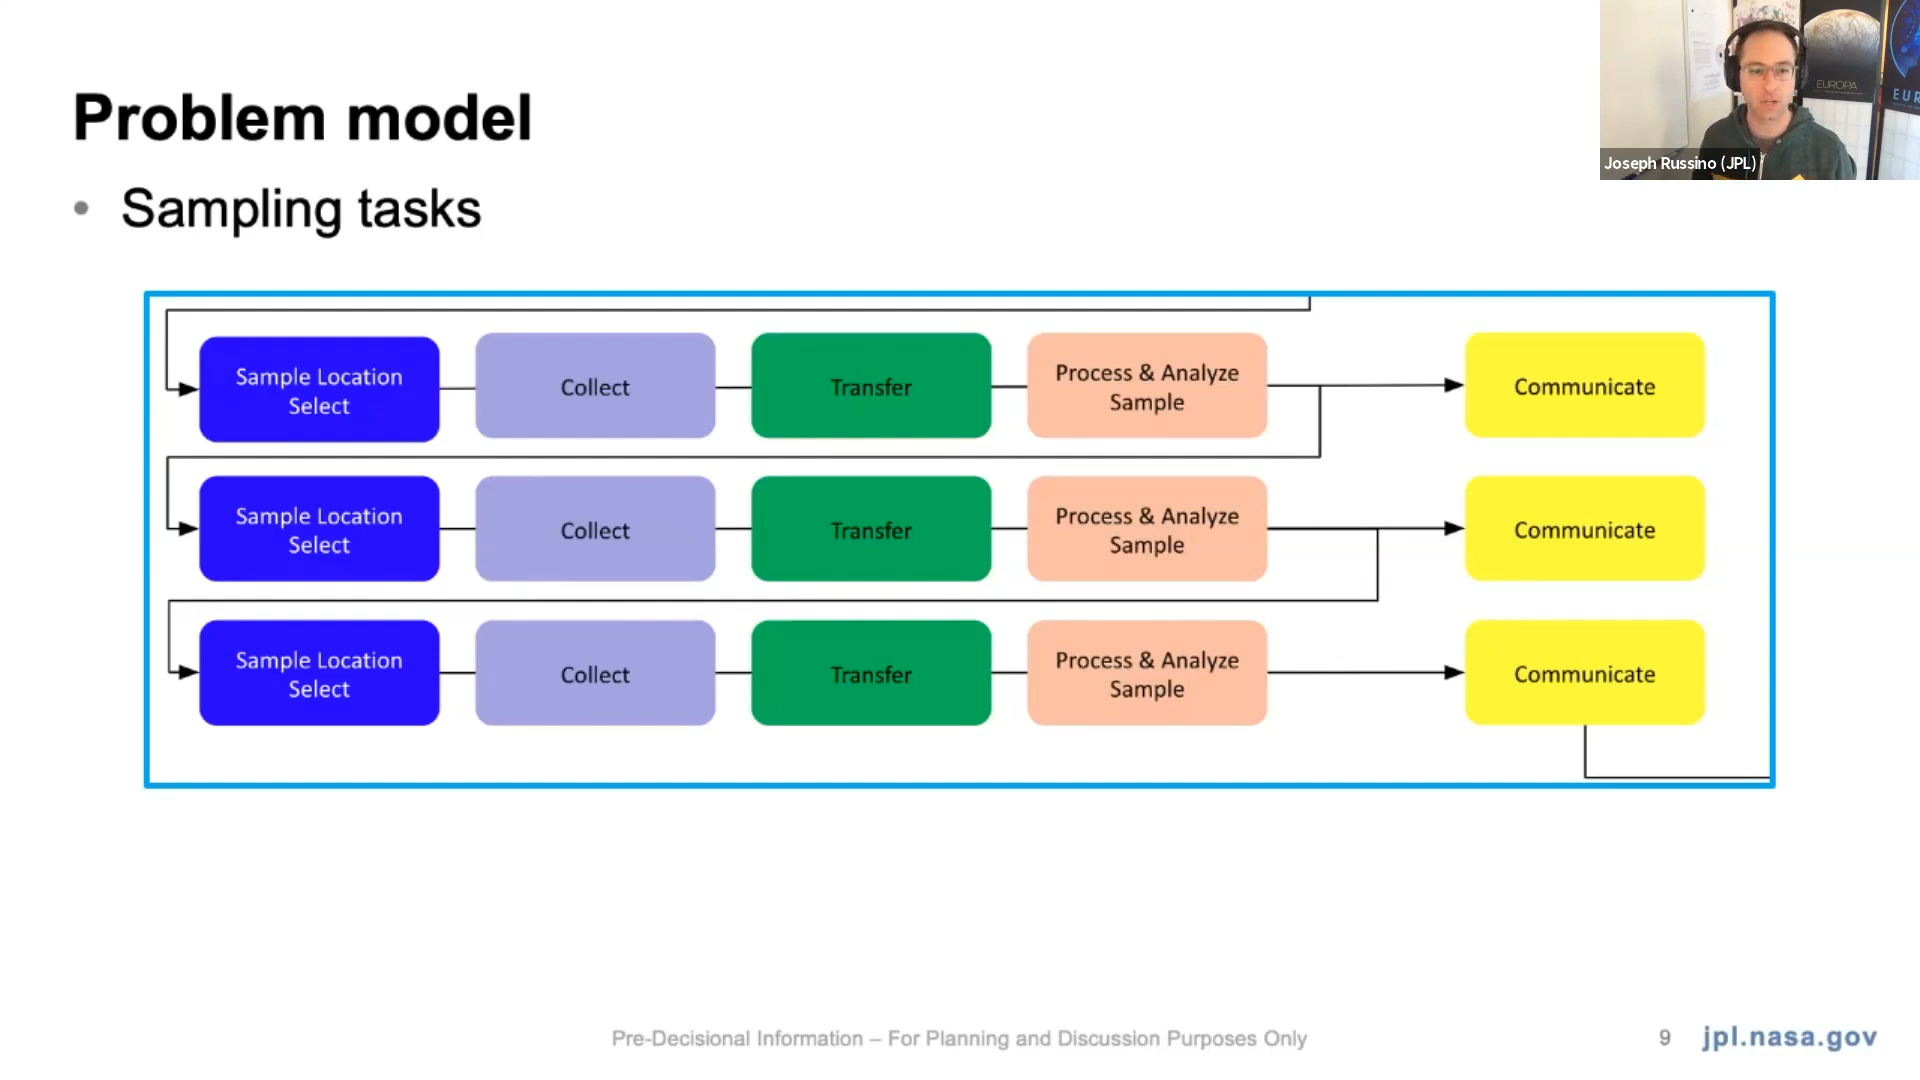 Problem model
• Sampling tasks
EUROPA
EUR
Joseph Russino (JPL)
Sample Location
Select
Collect
Transfer
Process & Analyze
Sample
Communicate
Sample Location
Select
Collect
Transfer
Process & Analyze
Sample
Communicate
Sample Location
Select
Collect
Transfer
Process & Analyze
Sample
Communicate
Pre-Decisional Information – For Planning and Discussion Purposes Only
9
jpl.nasa.gov